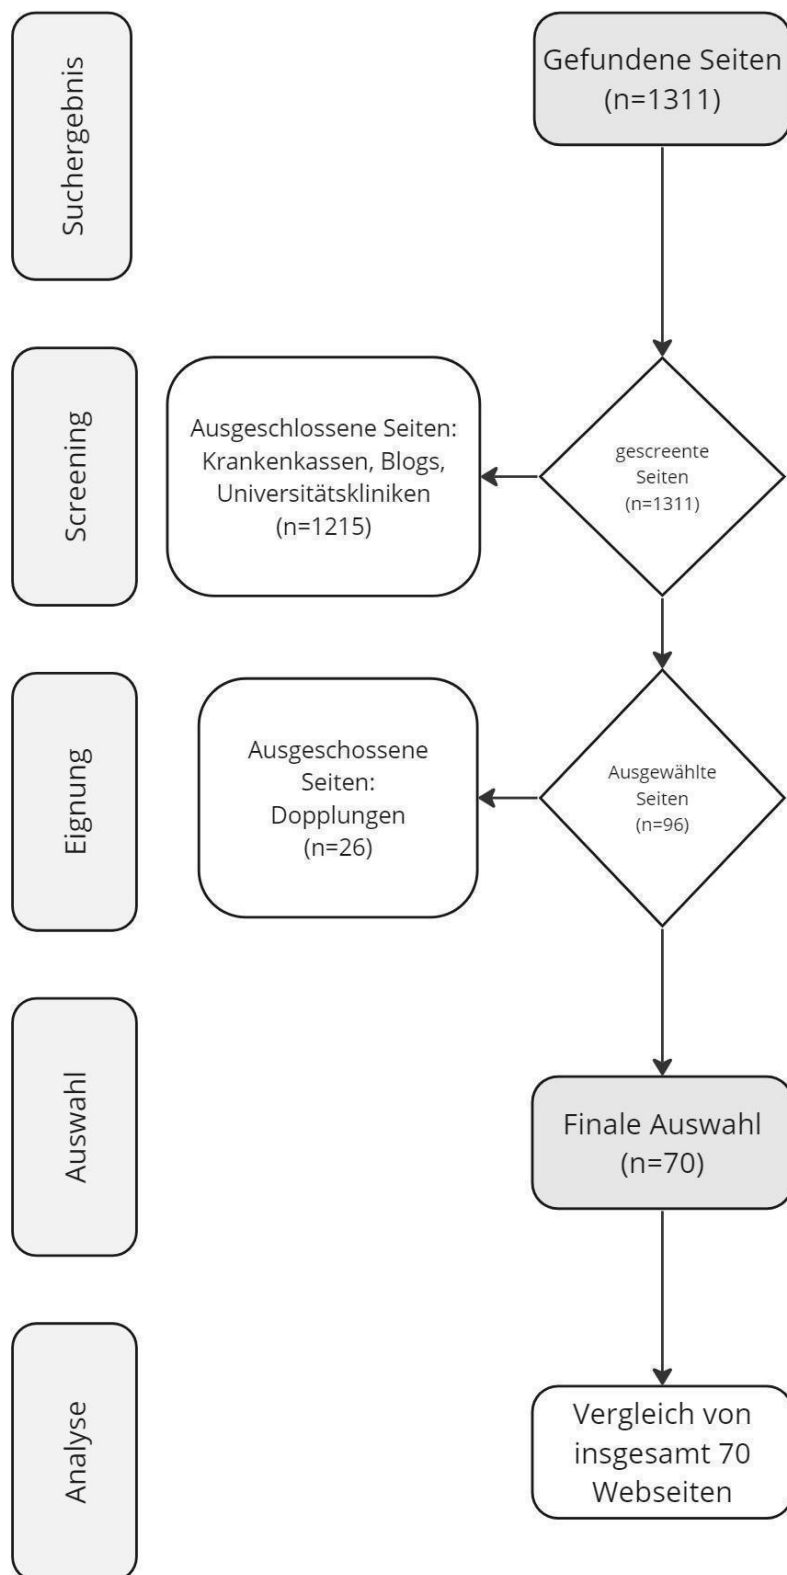 Suchergebnis
Gefundene Seiten
(n=1311)
Screening
Ausgeschlossene Seiten:
Krankenkassen, Blogs,
Universitätskliniken
(n=1215)
gescreente
Seiten
(n=1311)
Eignung
Ausgeschossene
Seiten:
Dopplungen
(n=26)
Ausgewählte
Seiten
(n=96)
Auswahl
Finale Auswahl
(n=70)
Analyse
Vergleich von
insgesamt 70
Webseiten